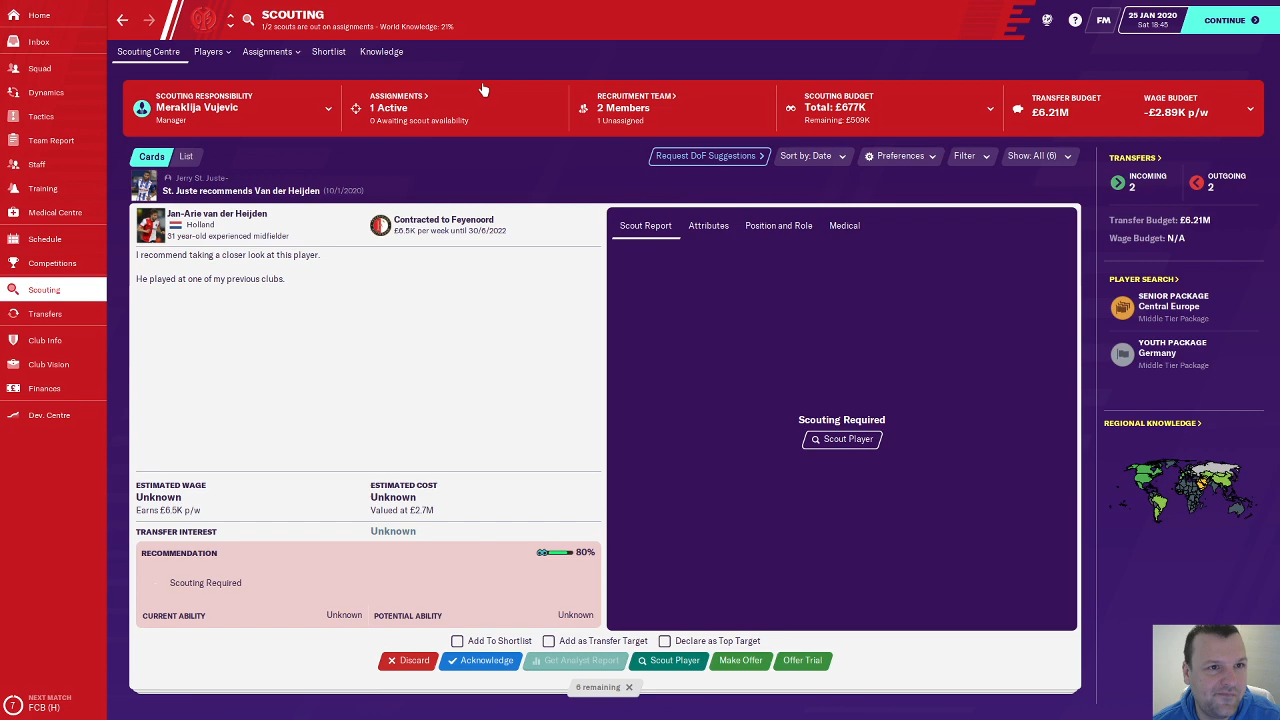 Home
Inbox
Squad
Dynamics
Tactics
Team Report
Staff
Training
Medical Centre
Schedule
Competitions
Scouting
Transfers
Club Info
Club Vision
Finances
Dev. Centre
NEXT MATCH
7 FCB (H)
SCOUTING
1/2 scouts are out on assignments - World Knowledge: 21%
? FM
25 JAN 2020
Sat 18:45
CONTINUE
Scouting Centre Players Assignments Shortlist Knowledge
SCOUTING RESPONSIBILITY
Meraklija Vujevic
Manager
ASSIGNMENTS >
1 Active
0 Awaiting scout availability
RECRUITMENT TEAM >
2 Members
1 Unassigned
SCOUTING BUDGET
Total: £677K
Remaining: £509K
TRANSFER BUDGET
£6.21M
WAGE BUDGET
-£2.89K p/w
Cards List
Request DoF Suggestions > Sort by: Date Preferences Filter Show: All (6)
Jerry St. Juste-
St. Juste recommends Van der Heijden (10/1/2020)
Jan-Arie van der Heijden
Holland
31 year-old experienced midfielder
Contracted to Feyenoord
£6.5K per week until 30/6/2022
I recommend taking a closer look at this player.
He played at one of my previous clubs.
ESTIMATED WAGE
Unknown
Earns £6.5K p/w
ESTIMATED COST
Unknown
Valued at £2.7M
TRANSFER INTEREST Unknown
RECOMMENDATION 80%
- Scouting Required
CURRENT ABILITY Unknown
POTENTIAL ABILITY Unknown
Scout Report Attributes Position and Role Medical
Scouting Required
Scout Player
Add To Shortlist Add as Transfer Target Declare as Top Target
Discard Acknowledge Get Analyst Report Scout Player Make Offer Offer Trial
6 remaining
TRANSFERS >
INCOMING
2
OUTGOING
2
Transfer Budget: £6.21M
Wage Budget: N/A
PLAYER SEARCH >
SENIOR PACKAGE
Central Europe
Middle Tier Package
YOUTH PACKAGE
Germany
Middle Tier Package
REGIONAL KNOWLEDGE >